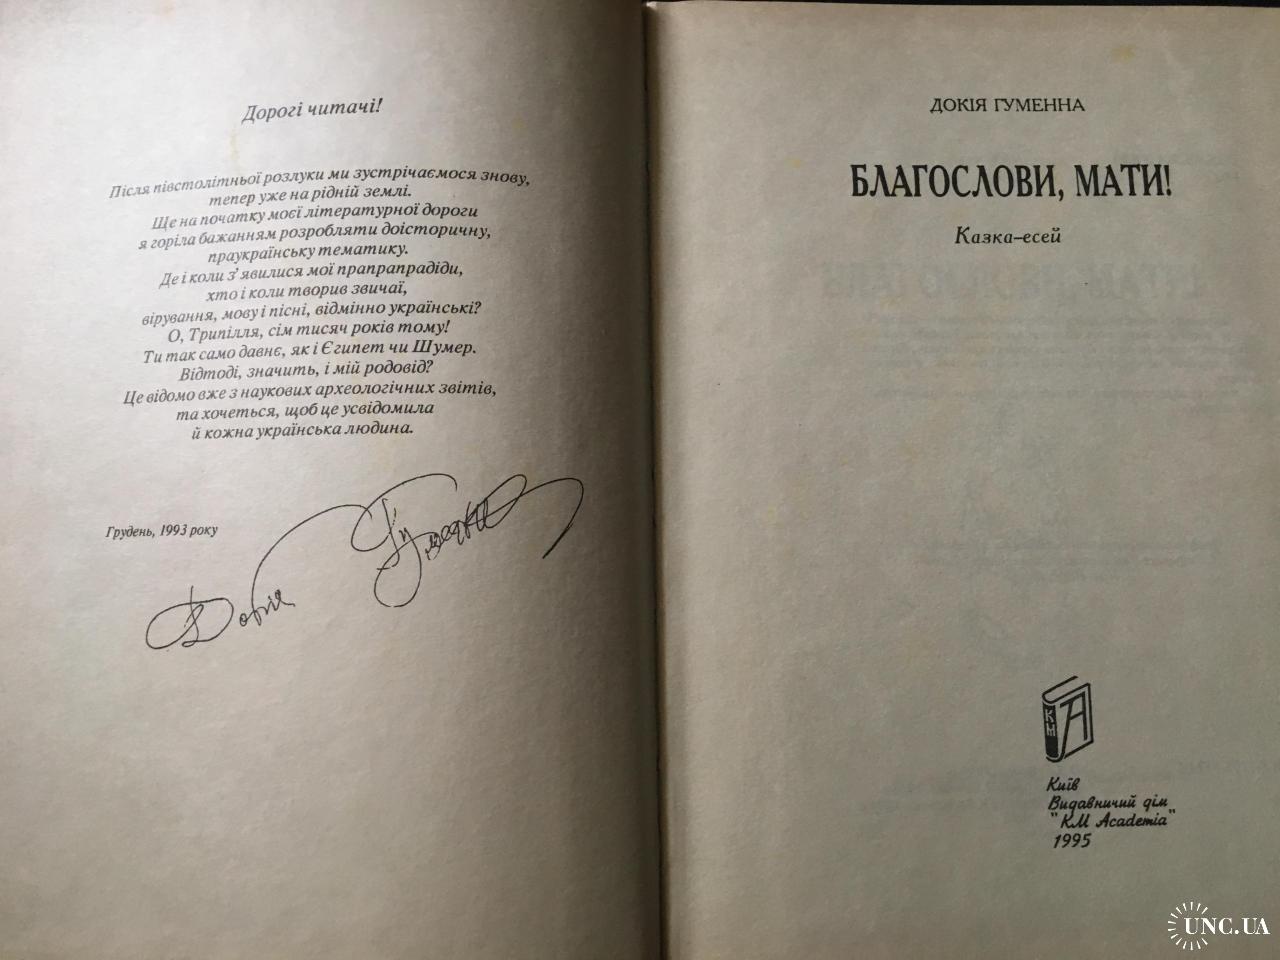 Дорогі читачі!
Після півстолітньої розлуки ми зустрічаємося знову,
тепер уже на рідній землі.
Ще на початку моєї літературної дороги
я горіла бажанням розробляти доісторичну,
праукраїнську тематику.
Де і коли з'явилися мої прапрапрадіди,
хто і коли творив звичаї,
вірування, мову і пісні, відмінно українські?
О, Трипілля, сім тисяч років тому!
Ти так само давнє, як і Єгипет чи Шумер.
Відтоді, значить, і мій родовід?
Це відомо вже з наукових археологічних звітів,
та хочеться, щоб це усвідомила
й кожна українська людина.
Грудень, 1993 року
Докія Гуменна
ДОКІЯ ГУМЕННА
БЛАГОСЛОВИ, МАТИ!
Казка-есей
КМ А
Київ
Видавничий дім
"КМ Academia"
1995
UNC.UA